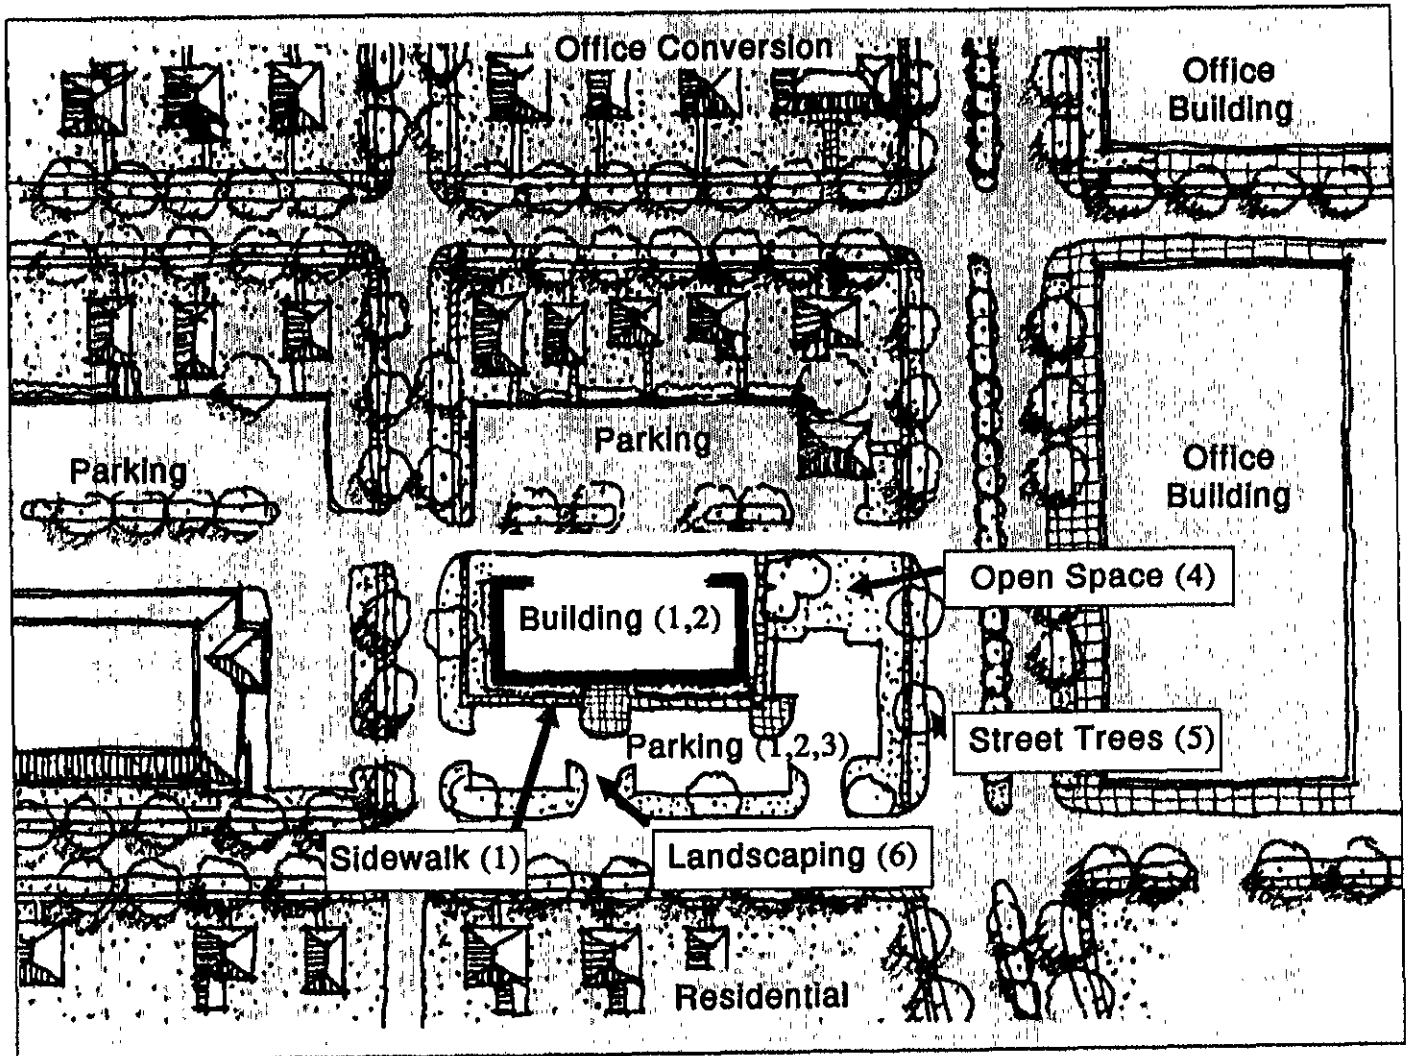 Office Conversion
Office
Building
Parking
Parking
Office
Building
Open Space (4)
Building (1,2)
Street Trees (5)
Parking (1,2,3)
Sidewalk (1)
Landscaping (6)
Residential